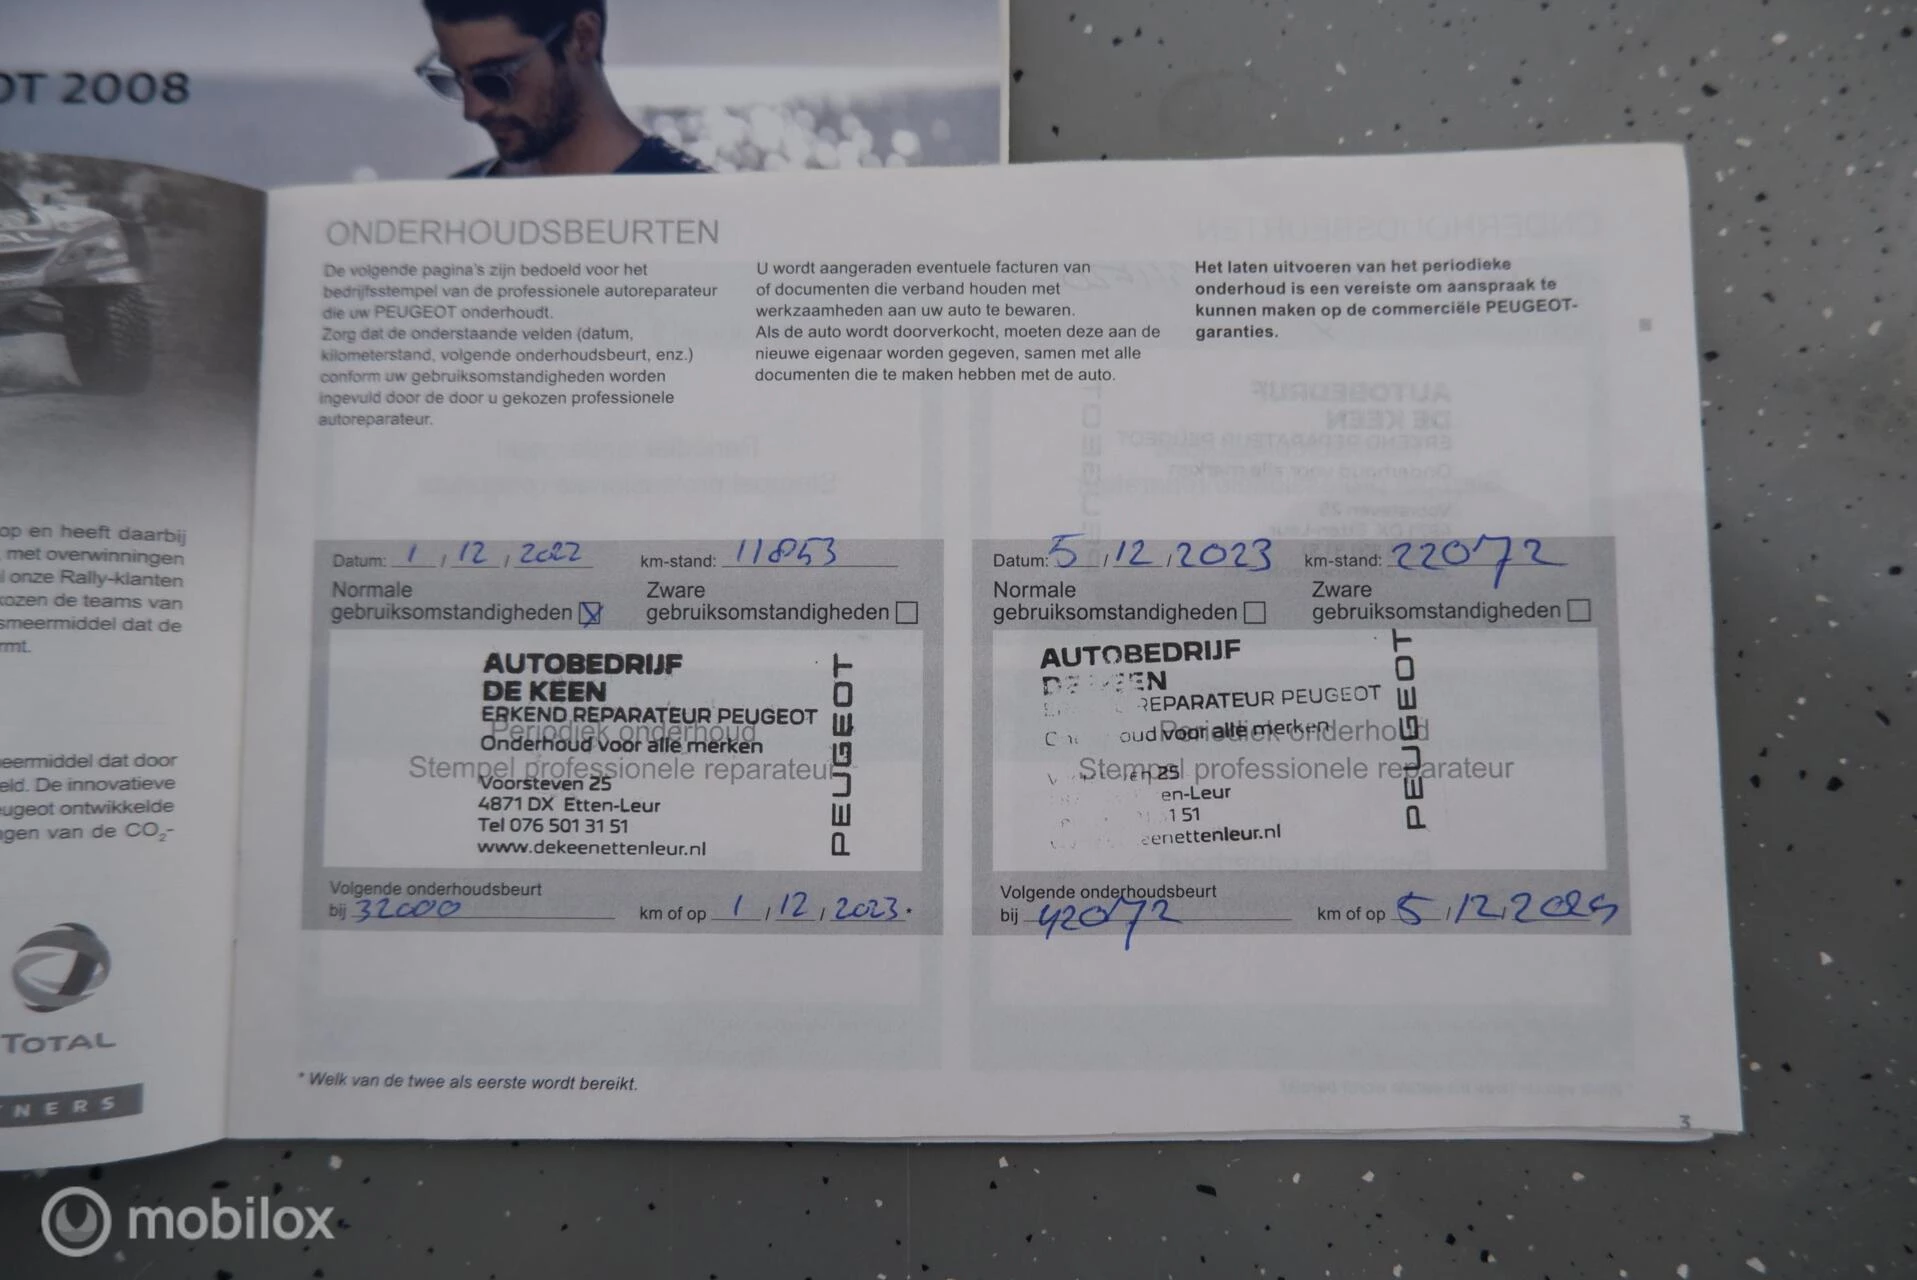 OT 2008
op en heeft daarbij
met overwinningen
onze Rally-klanten
kozen de teams van
smeermiddel dat de
rmt.
eermiddel dat door
eld. De innovatieve
eugeot ontwikkelde
ngen van de CO₂-
TOTAL
NERS
ONDERHOUDSBEURTEN
De volgende pagina's zijn bedoeld voor het
bedrijfsstempel van de professionele autoreparateur
die uw PEUGEOT onderhoudt.
Zorg dat de onderstaande velden (datum,
kilometerstand, volgende onderhoudsbeurt, enz.)
conform uw gebruiksomstandigheden worden
ingevuld door de door u gekozen professionele
autoreparateur.
U wordt aangeraden eventuele facturen van
of documenten die verband houden met
werkzaamheden aan uw auto te bewaren.
Als de auto wordt doorverkocht, moeten deze aan de
nieuwe eigenaar worden gegeven, samen met alle
documenten die te maken hebben met de auto.
Het laten uitvoeren van het periodieke
onderhoud is een vereiste om aanspraak te
kunnen maken op de commerciële PEUGEOT-
garanties.
Datum: 1 / 12 / 2022 km-stand: 11853
Normale gebruiksomstandigheden
Zware gebruiksomstandigheden
AUTOBEDRIJF
DE KEEN
ERKEND REPARATEUR PEUGEOT
Periodiek onderhoud
Onderhoud voor alle merken
Stempel professionele reparateur
Voorsteven 25
4871 DX Etten-Leur
Tel 076 501 31 51
www.dekeenettenleur.nl
PEUGEOT
Volgende onderhoudsbeurt
bij 32000 km of op 1 / 12 / 2023 *
Datum: 5 / 12 / 2023 km-stand: 22072
Normale gebruiksomstandigheden
Zware gebruiksomstandigheden
AUTOBEDRIJF
KEEN
REPARATEUR PEUGEOT
Periodiek onderhoud
oud voor alle merken
Stempel professionele reparateur
en 25
en-Leur
1 51
eenettenleur.nl
PEUGEOT
Volgende onderhoudsbeurt
bij 42072 km of op 5 / 12 / 2024
* Welk van de twee als eerste wordt bereikt.
3
mobilox